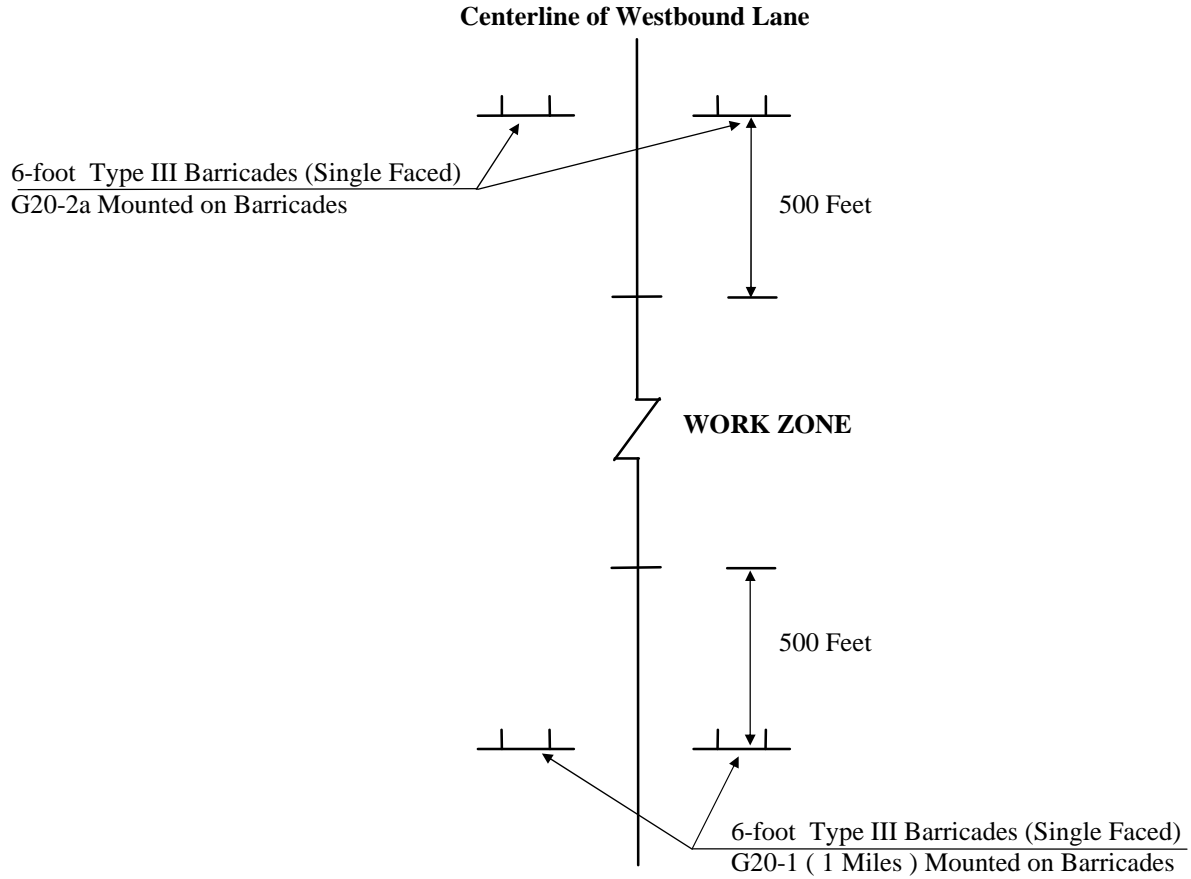 Centerline of Westbound Lane
6-foot Type III Barricades (Single Faced)
G20-2a Mounted on Barricades
500 Feet
WORK ZONE
500 Feet
6-foot Type III Barricades (Single Faced)
G20-1 ( 1 Miles ) Mounted on Barricades